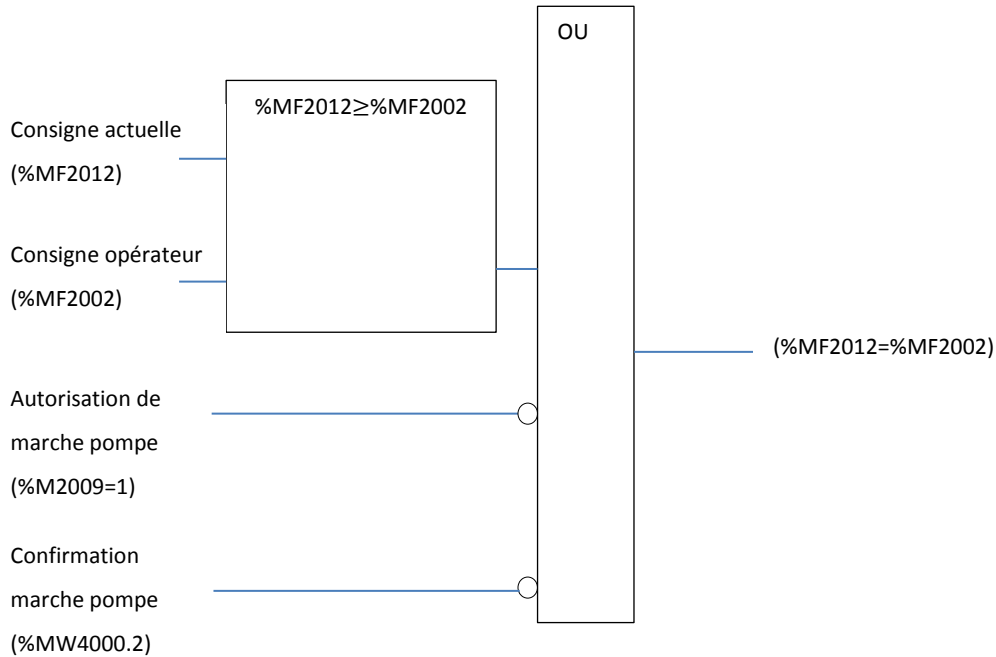 OU
%MF2012≥%MF2002
Consigne actuelle
(%MF2012)
Consigne opérateur
(%MF2002)
(%MF2012=%MF2002)
Autorisation de
marche pompe
(%M2009=1)
Confirmation
marche pompe
(%MW4000.2)